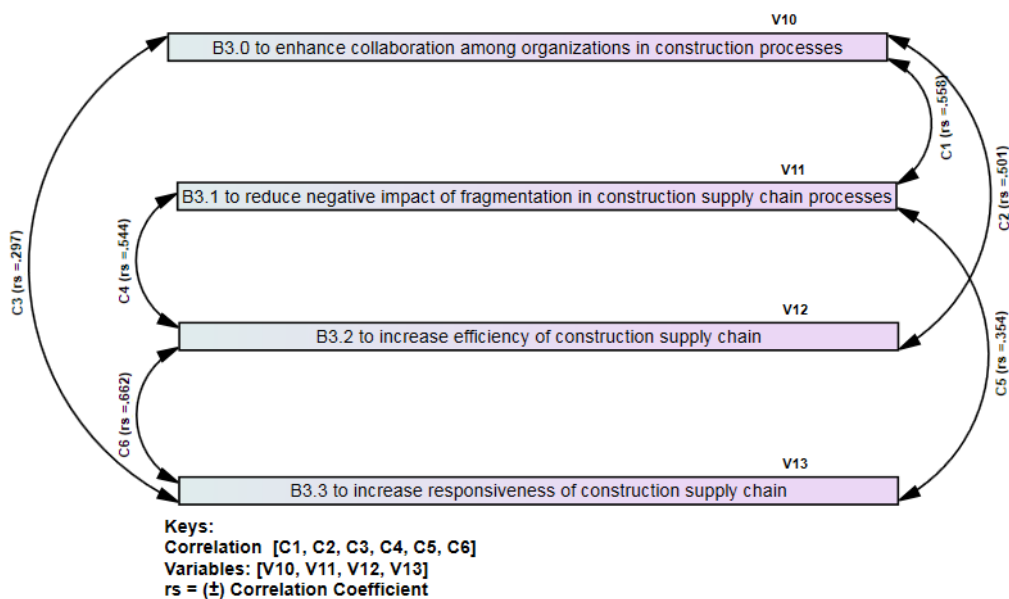 V10
B3.0 to enhance collaboration among organizations in construction processes
C1 (rs =.558)
C2 (rs =.501)
C3 (rs =.297)
V11
B3.1 to reduce negative impact of fragmentation in construction supply chain processes
C4 (rs =.544)
C5 (rs =.354)
V12
B3.2 to increase efficiency of construction supply chain
C6 (rs =.662)
V13
B3.3 to increase responsiveness of construction supply chain
Keys:
Correlation [C1, C2, C3, C4, C5, C6]
Variables: [V10, V11, V12, V13]
rs = (±) Correlation Coefficient